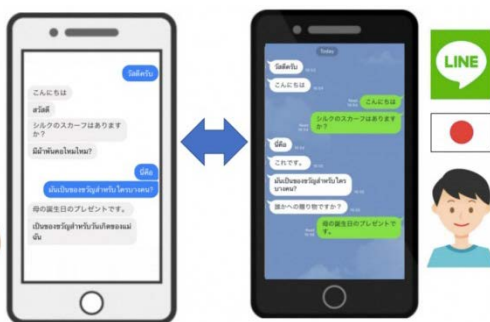 สวัสดีครับ
こんにちは
สวัสดี
シルクのスカーフはあります
か？
มีผ้าพันคอไหมไหม?
นี่คือ
มันเป็นของขวัญสำหรับใครบางคน?
母の誕生日のプレゼントです。
เป็นของขวัญสำหรับวันเกิดของแม่
ฉัน
Today
สวัสดีครับ
こんにちは
こんにちは
シルクのスカーフはあります
か？
นี่คือ
これです。
มันเป็นของขวัญสำหรับใคร
บางคน?
誰かへの贈り物ですか？
母の誕生日のプレゼントで
す。
LINE